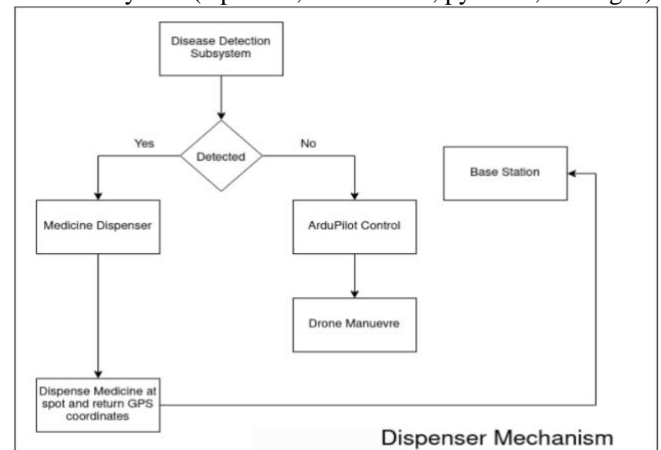 Disease Detection
Subsystem
Yes
No
Detected
Base Station
Medicine Dispenser
ArduPilot Control
Drone Manuevre
Dispense Medicine at
spot and return GPS
coordinates
Dispenser Mechanism